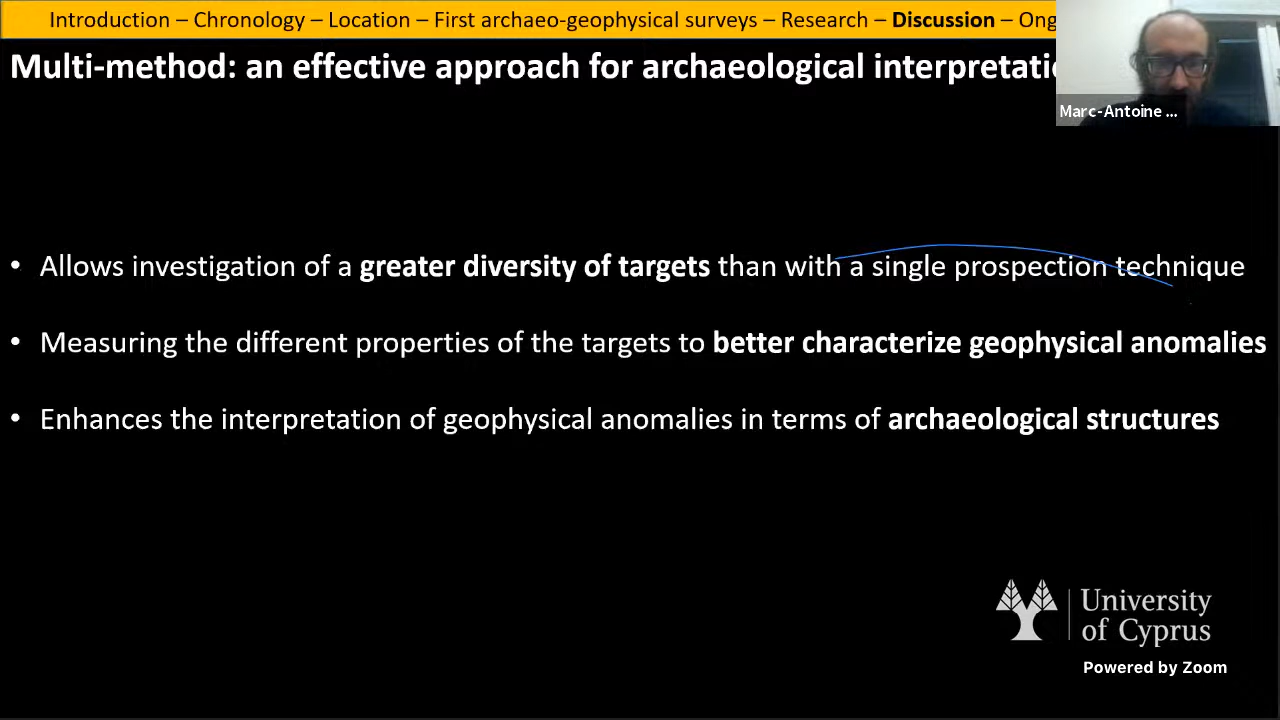 Introduction – Chronology – Location – First archaeo-geophysical surveys – Research – Discussion – Ong
Multi-method: an effective approach for archaeological interpretati
Marc-Antoine ...
• Allows investigation of a greater diversity of targets than with a single prospection technique
• Measuring the different properties of the targets to better characterize geophysical anomalies
• Enhances the interpretation of geophysical anomalies in terms of archaeological structures
University
of Cyprus
Powered by Zoom